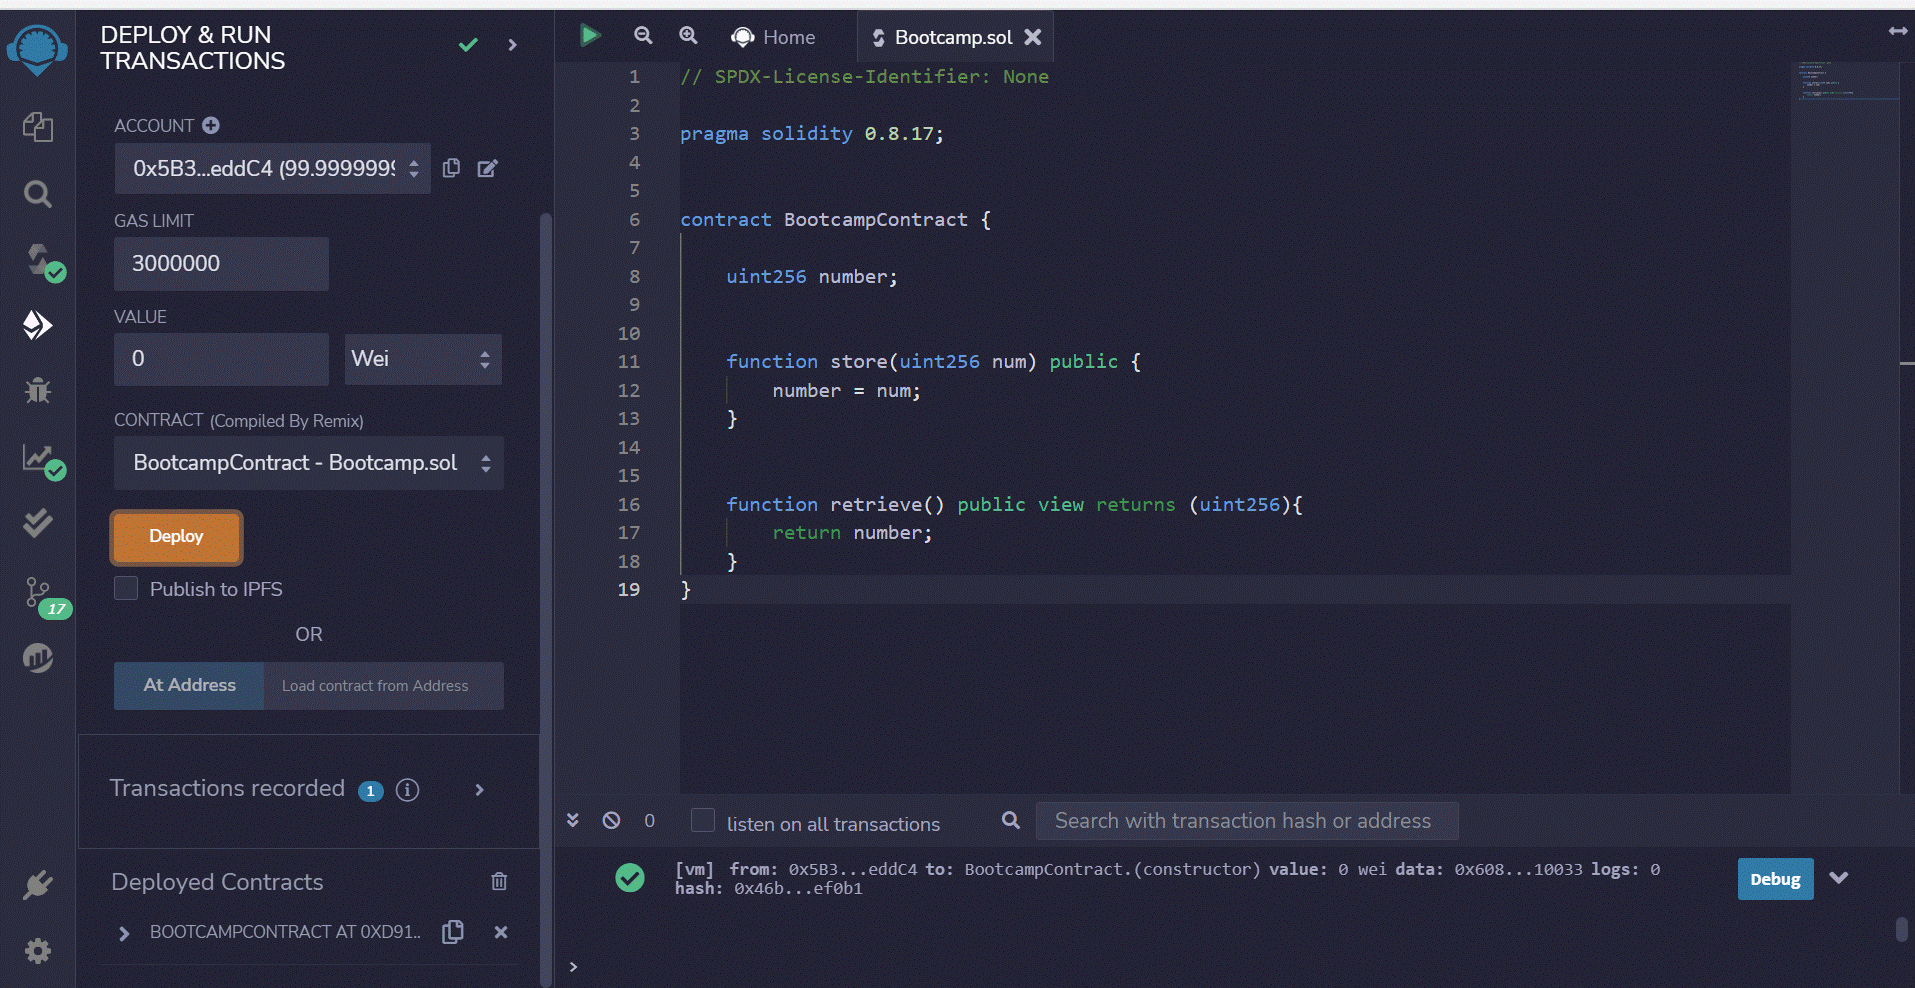 DEPLOY & RUN
TRANSACTIONS
ACCOUNT
0x5B3...eddC4 (99.9999999
GAS LIMIT
3000000
VALUE
0
Wei
CONTRACT (Compiled By Remix)
BootcampContract - Bootcamp.sol
Deploy
Publish to IPFS
OR
At Address
Load contract from Address
Transactions recorded 1 i
Deployed Contracts
BOOTCAMPCONTRACT AT 0XD91...
17
Home
Bootcamp.sol
1 // SPDX-License-Identifier: None
2
3 pragma solidity 0.8.17;
4
5
6 contract BootcampContract {
7
8 uint256 number;
9
10
11 function store(uint256 num) public {
12 number = num;
13 }
14
15
16 function retrieve() public view returns (uint256){
17 return number;
18 }
19 }
0
listen on all transactions
Search with transaction hash or address
[vm] from: 0x5B3...eddC4 to: BootcampContract.(constructor) value: 0 wei data: 0x608...10033 logs: 0
hash: 0x46b...ef0b1
Debug
>